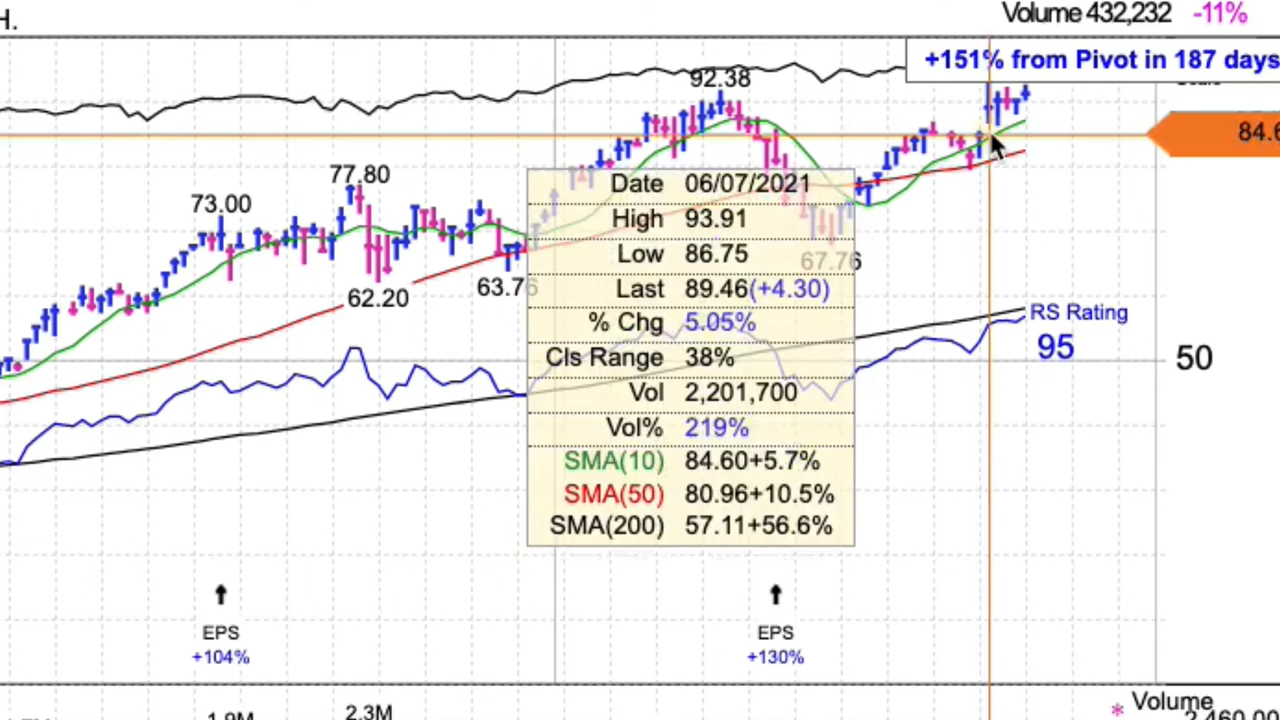 H.
Volume 432,232 -11%
+151% from Pivot in 187 days
92.38
84.6
77.80
73.00
Date 06/07/2021
High 93.91
Low 86.75
67.76
Last 89.46(+4.30)
63.76
62.20
% Chg 5.05%
RS Rating
95
Cls Range 38%
50
Vol 2,201,700
Vol% 219%
SMA(10) 84.60+5.7%
SMA(50) 80.96+10.5%
SMA(200) 57.11+56.6%
EPS
+104%
EPS
+130%
* Volume
1.9M
2.3M